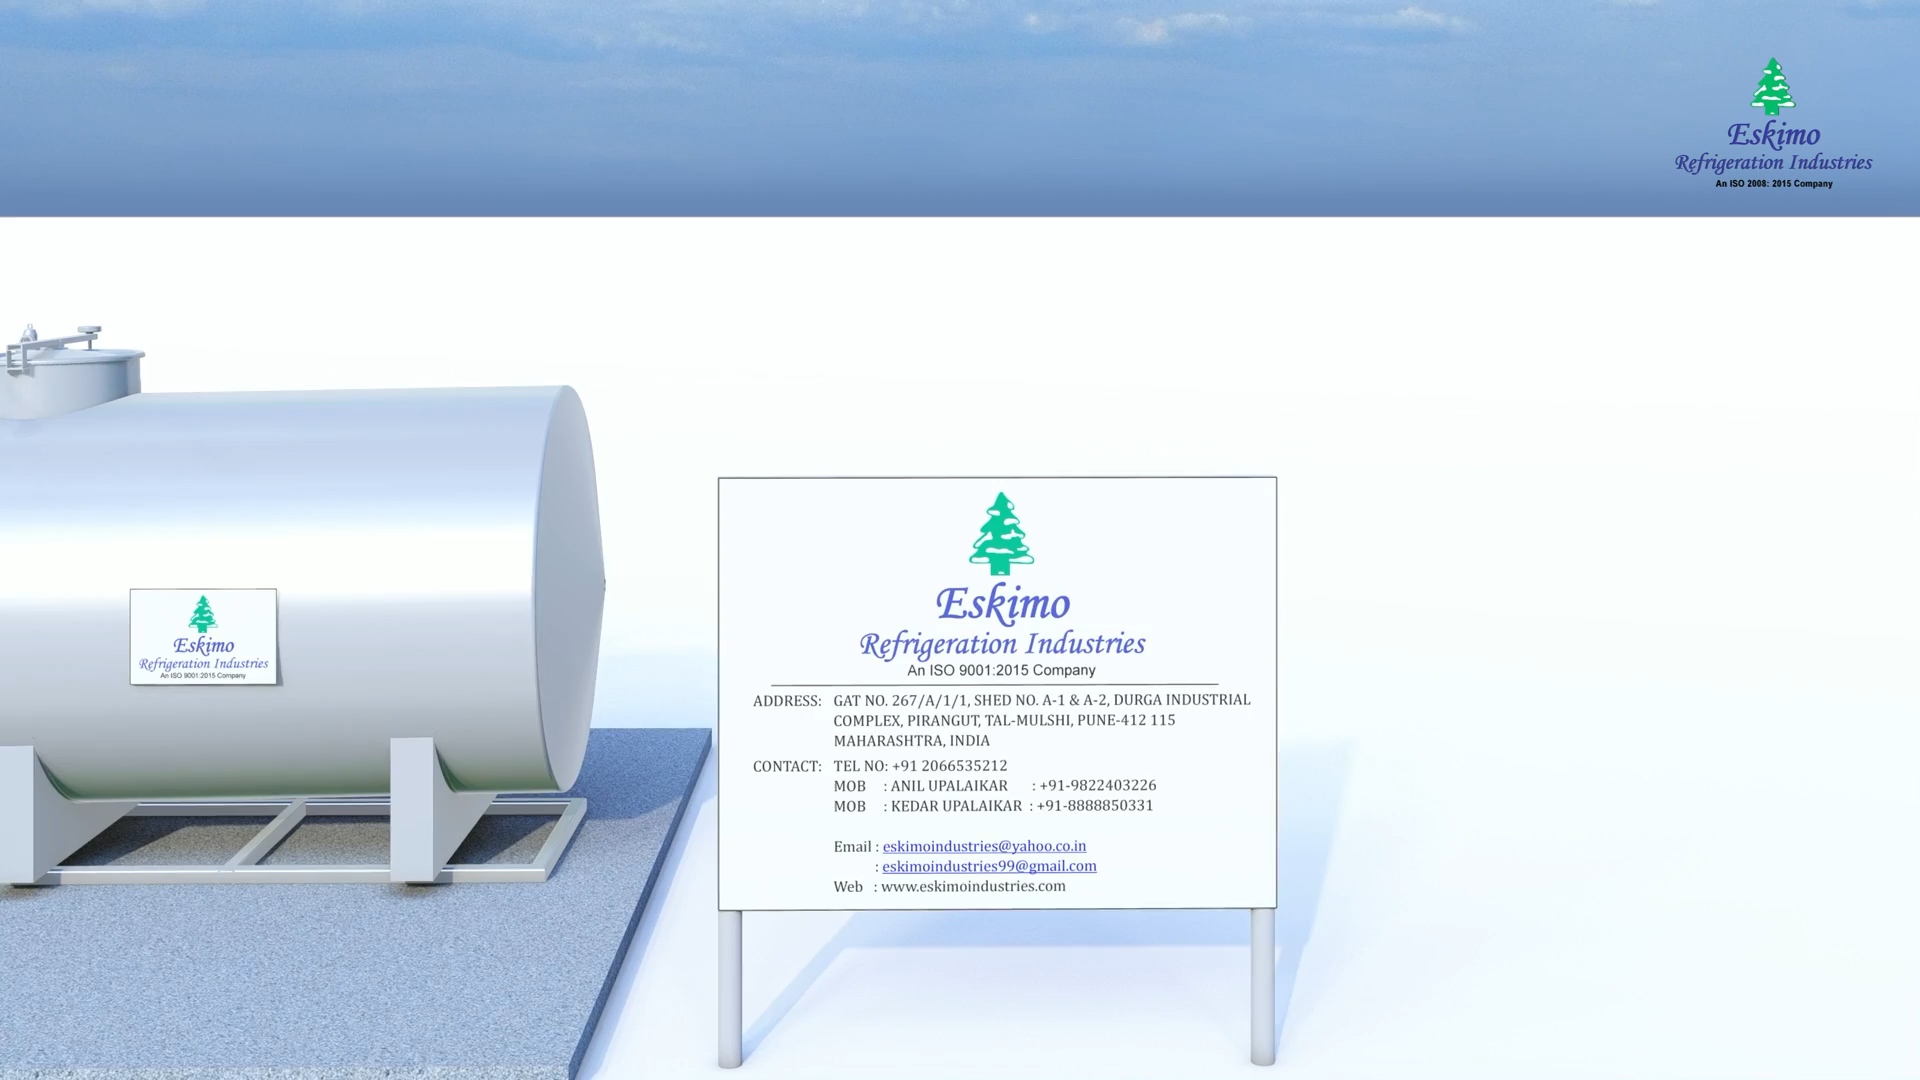 Eskimo
Refrigeration Industries
An ISO 2008: 2015 Company
Eskimo
Refrigeration Industries
An ISO 9001:2015 Company
Eskimo
Refrigeration Industries
An ISO 9001:2015 Company
ADDRESS: GAT NO. 267/A/1/1, SHED NO. A-1 & A-2, DURGA INDUSTRIAL
COMPLEX, PIRANGUT, TAL-MULSHI, PUNE-412 115
MAHARASHTRA, INDIA
CONTACT: TEL NO: +91 2066535212
MOB : ANIL UPALAIKAR : +91-9822403226
MOB : KEDAR UPALAIKAR : +91-8888850331
Email : eskimoindustries@yahoo.co.in
: eskimoindustries99@gmail.com
Web : www.eskimoindustries.com